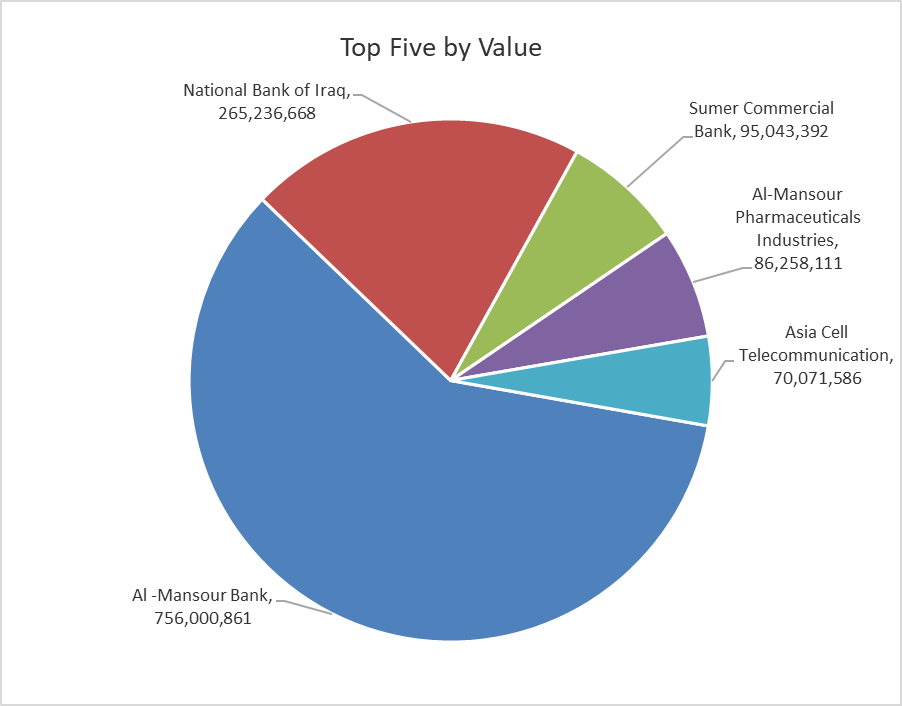 Top Five by Value
National Bank of Iraq,
265,236,668
Sumer Commercial
Bank, 95,043,392
Al-Mansour
Pharmaceuticals
Industries,
86,258,111
Asia Cell
Telecommunication,
70,071,586
Al -Mansour Bank,
756,000,861